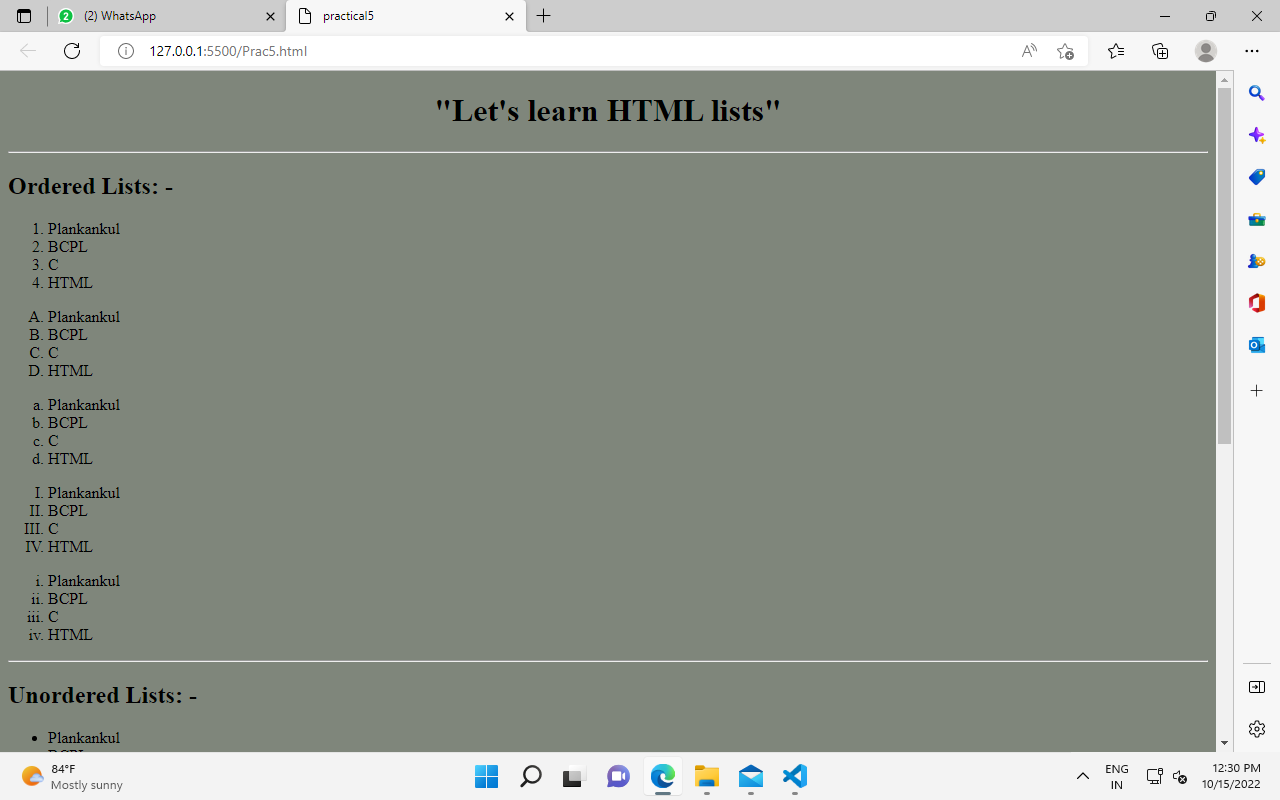 (2) WhatsApp
practical5
127.0.0.1:5500/Prac5.html
"Let's learn HTML lists"
Ordered Lists: -
1. Plankankul
2. BCPL
3. C
4. HTML
A. Plankankul
B. BCPL
C. C
D. HTML
a. Plankankul
b. BCPL
c. C
d. HTML
I. Plankankul
II. BCPL
III. C
IV. HTML
i. Plankankul
ii. BCPL
iii. C
iv. HTML
Unordered Lists: -
• Plankankul
84°F
Mostly sunny
ENG
IN
12:30 PM
10/15/2022